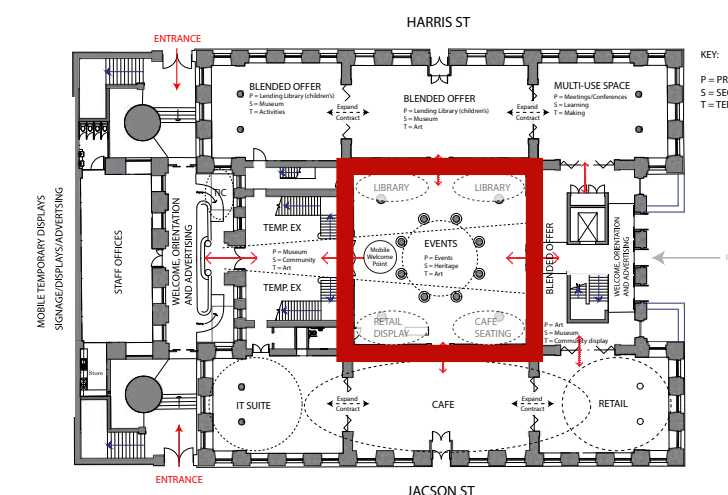 HARRIS ST
ENTRANCE
KEY:
P = PR
S = SE
T = TE
BLENDED OFFER
P = Lending Library (children's)
S = Museum
T = Activities
Expand
Contract
BLENDED OFFER
P = Lending Library (children's)
S = Museum
T = Art
Expand
Contract
MULTI-USE SPACE
P = Meetings/Conferences
S = Learning
T = Making
MOBILE TEMPORARY DISPLAYS
SIGNAGE/DISPLAYS/ADVERTISING
STAFF OFFICES
WELCOME, ORIENTATION
AND ADVERTISING
TIC
TEMP. EX
P = Museum
S = Community
T = Art
TEMP. EX
LIBRARY
LIBRARY
Mobile
Welcome
Point
EVENTS
P = Events
S = Heritage
T = Art
RETAIL
DISPLAY
CAFE
SEATING
BLENDED OFFER
P = Art
S = Museum
T = Community display
WELCOME, ORIENTATION
AND ADVERTISING
Store
IT SUITE
Expand
Contract
CAFE
Expand
Contract
RETAIL
ENTRANCE
JACSON ST